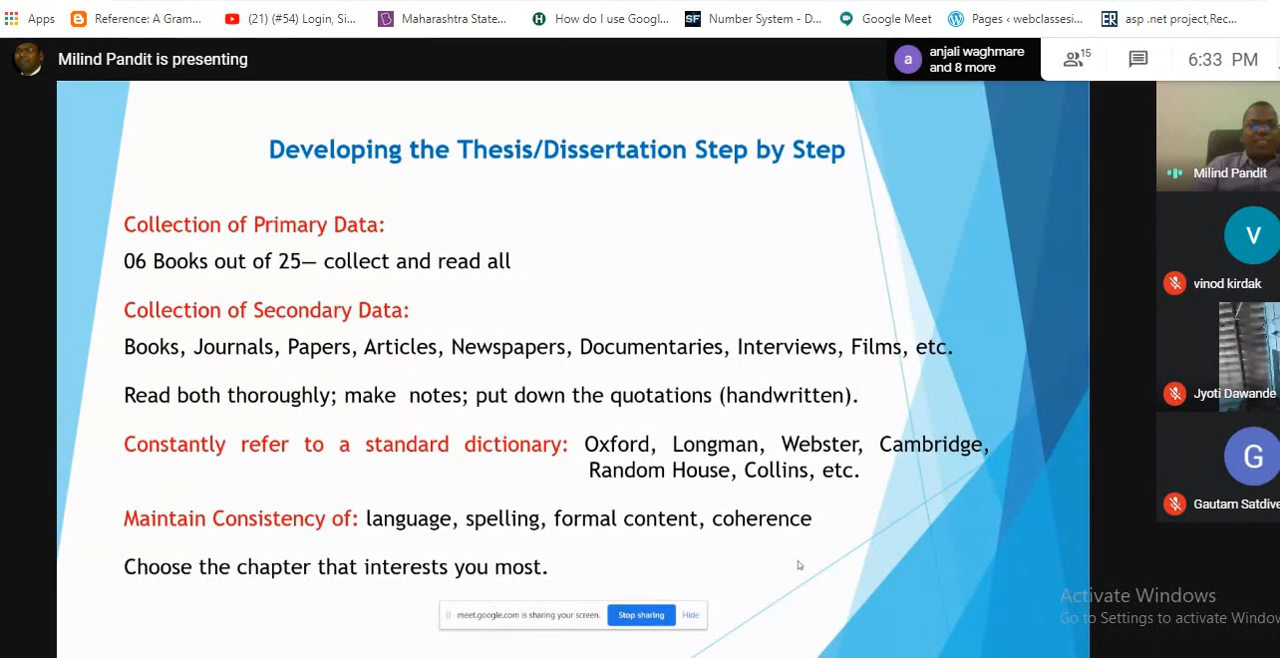 Apps Reference: A Gram... (21) (#54) Login, Si... Maharashtra State... H How do I use Googl... SF Number System - D... Google Meet Pages ‹ webclassesi... ER asp .net project,Rec...
Milind Pandit is presenting
a anjali waghmare
and 8 more
15
6:33 PM
Developing the Thesis/Dissertation Step by Step
Collection of Primary Data:
06 Books out of 25— collect and read all
Collection of Secondary Data:
Books, Journals, Papers, Articles, Newspapers, Documentaries, Interviews, Films, etc.
Read both thoroughly; make notes; put down the quotations (handwritten).
Constantly refer to a standard dictionary: Oxford, Longman, Webster, Cambridge,
Random House, Collins, etc.
Maintain Consistency of: language, spelling, formal content, coherence
Choose the chapter that interests you most.
meet.google.com is sharing your screen. Stop sharing Hide
Milind Pandit
V
vinod kirdak
Jyoti Dawande
G
Gautam Satdive
Activate Windows
Go to Settings to activate Window